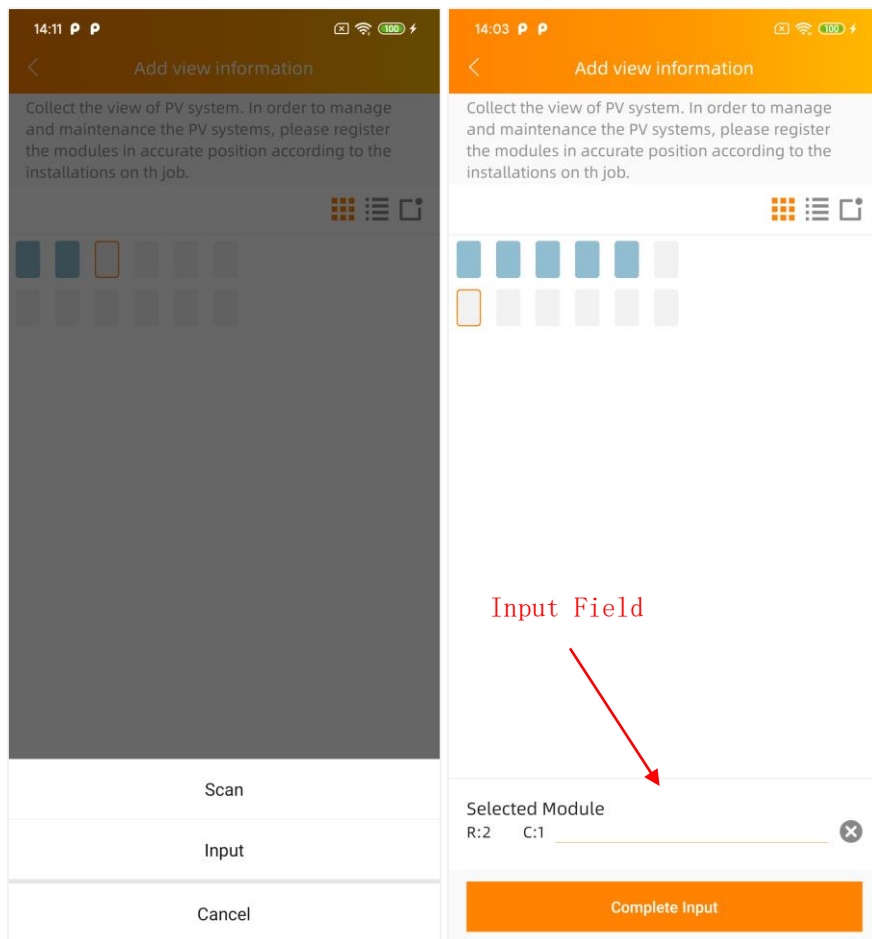 14:11 P P
100
Add view information
Collect the view of PV system. In order to manage
and maintenance the PV systems, please register
the modules in accurate position according to the
installations on th job.
Scan
Input
Cancel
14:03 P P
100
Add view information
Collect the view of PV system. In order to manage
and maintenance the PV systems, please register
the modules in accurate position according to the
installations on th job.
Input Field
Selected Module
R:2 C:1
Complete Input